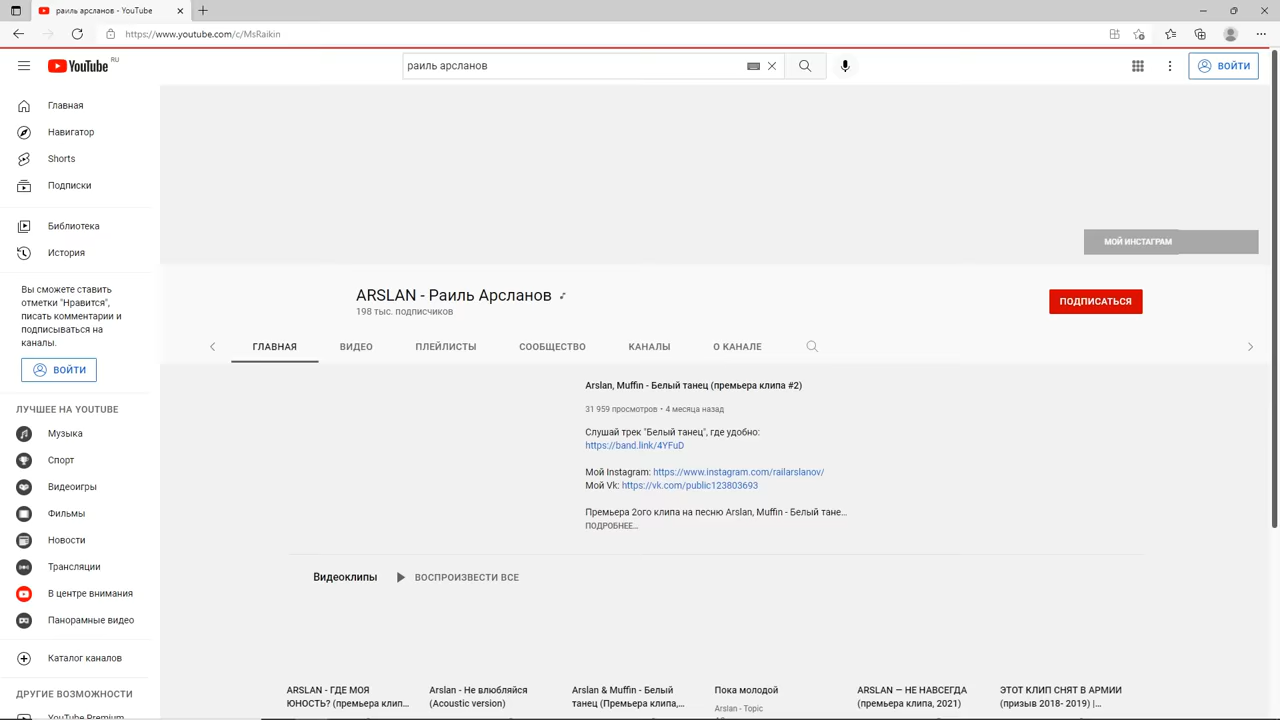 раиль арсланов - YouTube
https://www.youtube.com/c/MsRaikin
YouTube RU
раиль арсланов
ВОЙТИ
Главная
Навигатор
Shorts
Подписки
Библиотека
История
Вы сможете ставить
отметки "Нравится",
писать комментарии и
подписываться на
каналы.
ВОЙТИ
ЛУЧШЕЕ НА YOUTUBE
Музыка
Спорт
Видеоигры
Фильмы
Новости
Трансляции
В центре внимания
Панорамные видео
Каталог каналов
ДРУГИЕ ВОЗМОЖНОСТИ
YouTube Premium
МОЙ ИНСТАГРАМ
ARSLAN - Раиль Арсланов
198 тыс. подписчиков
ПОДПИСАТЬСЯ
ГЛАВНАЯ ВИДЕО ПЛЕЙЛИСТЫ СООБЩЕСТВО КАНАЛЫ О КАНАЛЕ
Arslan, Muffin - Белый танец (премьера клипа #2)
31 959 просмотров • 4 месяца назад
Слушай трек "Белый танец", где удобно:
https://band.link/4YFuD
Мой Instagram: https://www.instagram.com/railarslanov/
Мой Vk: https://vk.com/public123803693
Премьера 2ого клипа на песню Arslan, Muffin - Белый тане...
ПОДРОБНЕЕ...
Видеоклипы ВОСПРОИЗВЕСТИ ВСЕ
ARSLAN - ГДЕ МОЯ
ЮНОСТЬ? (премьера клип...
Arslan - Не влюбляйся
(Acoustic version)
Arslan & Muffin - Белый
танец (Премьера клипа,...
Пока молодой
Arslan - Topic
ARSLAN — НЕ НАВСЕГДА
(премьера клипа, 2021)
ЭТОТ КЛИП СНЯТ В АРМИИ
(призыв 2018- 2019) |...